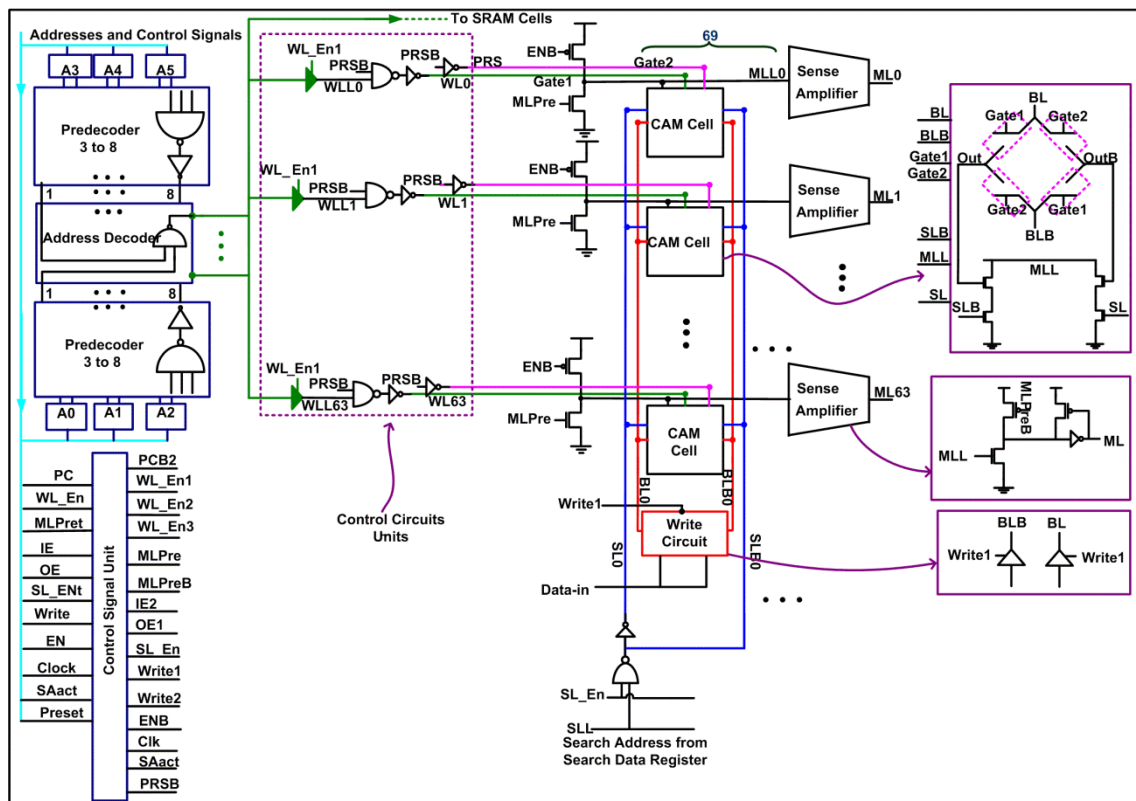 Addresses and Control Signals
A3
A4
A5
Predecoder
3 to 8
1
8
Address Decoder
1
8
Predecoder
3 to 8
A0
A1
A2
PC
WL_En
MLPret
IE
OE
SL_ENt
Write
EN
Clock
SAact
Preset
Control Signal Unit
PCB2
WL_En1
WL_En2
WL_En3
MLPre
MLPreB
IE2
OE1
SL_En
Write1
Write2
ENB
Clk
SAact
PRSB
To SRAM Cells
WL_En1
PRSB
WLL0
PRSB
WL0
PRS
WL_En1
PRSB
WLL1
PRSB
WL1
WL_En1
PRSB
WLL63
PRSB
WL63
Control Circuits
Units
ENB
Gate1
MLPre
Gate2
69
MLL0
Sense
Amplifier
ML0
CAM Cell
ENB
MLPre
Sense
Amplifier
ML1
CAM Cell
ENB
MLPre
Sense
Amplifier
ML63
CAM
Cell
BL0
BLB0
SL0
SLB0
Write1
Write
Circuit
Data-in
SL_En
SLL
Search Address from
Search Data Register
BL
BLB
Gate1
Gate2
SLB
MLL
SL
BL
Gate1
Gate2
Out
OutB
Gate2
Gate1
BLB
MLL
SLB
SL
MLPreB
MLL
ML
BLB
BL
Write1
Write1